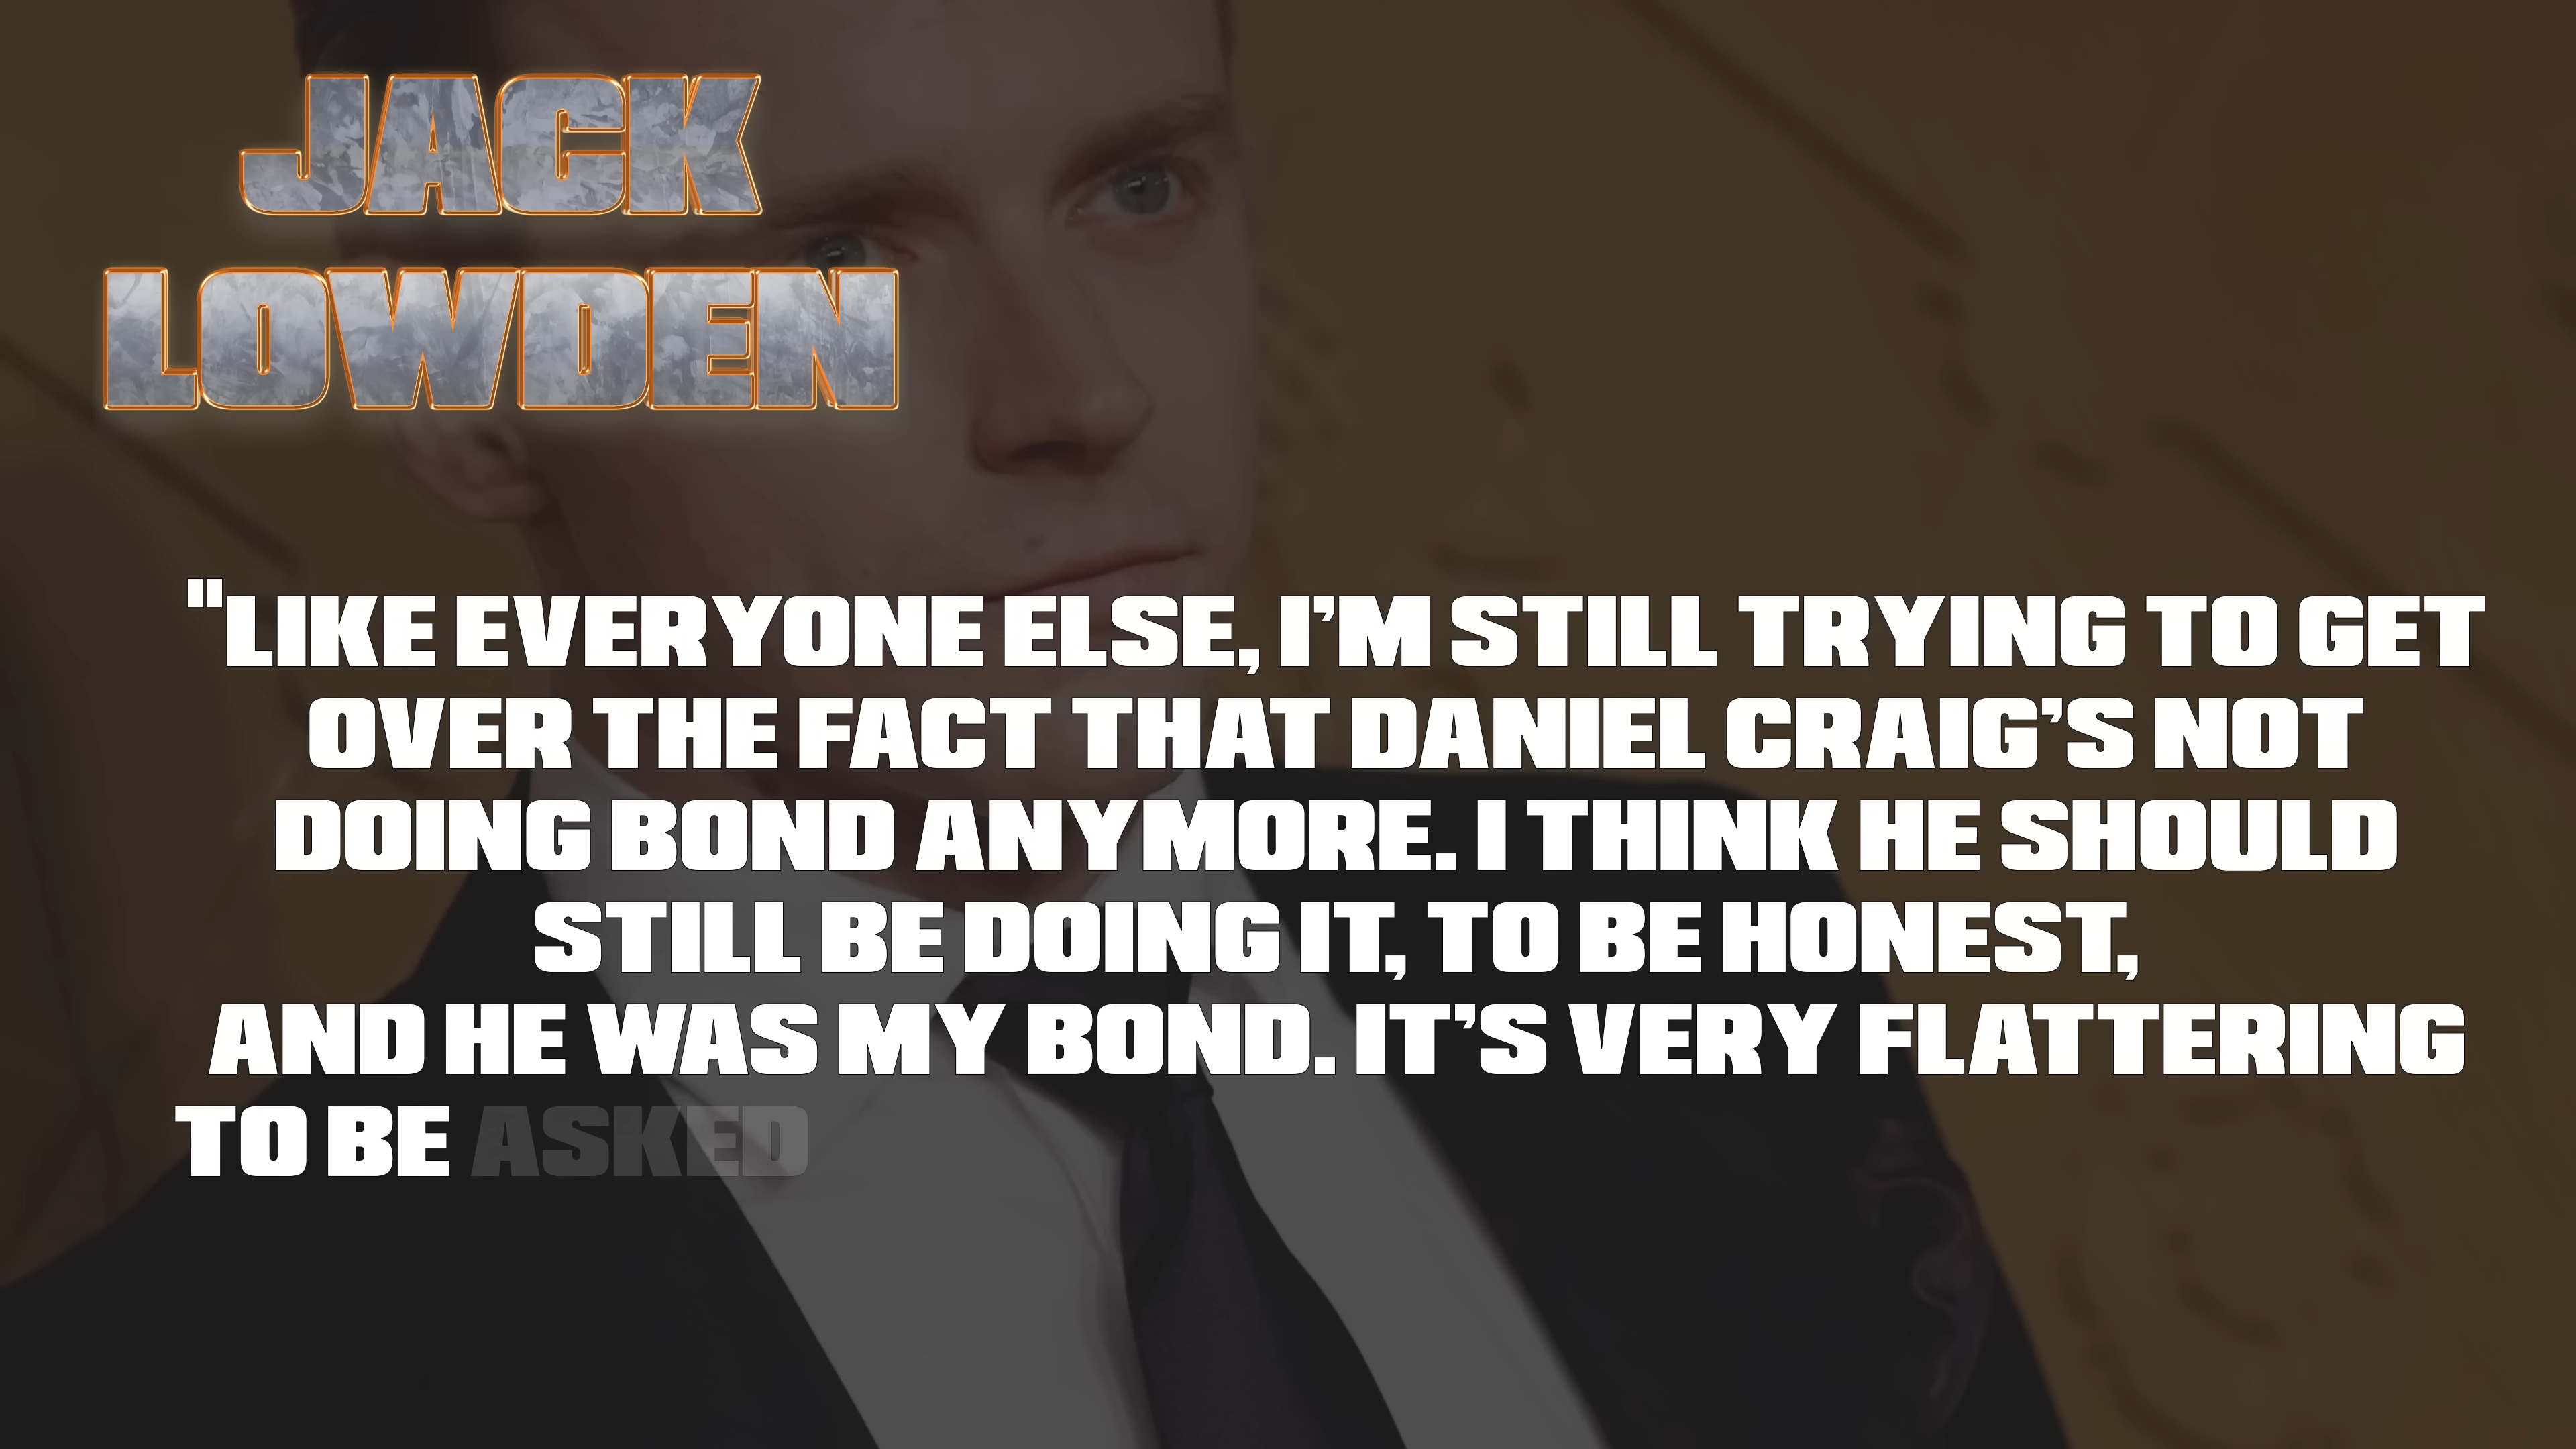 JACK
LOWDEN
"LIKE EVERYONE ELSE, I’M STILL TRYING TO GET
OVER THE FACT THAT DANIEL CRAIG’S NOT
DOING BOND ANYMORE. I THINK HE SHOULD
STILL BE DOING IT, TO BE HONEST,
AND HE WAS MY BOND. IT’S VERY FLATTERING
TO BE ASKED